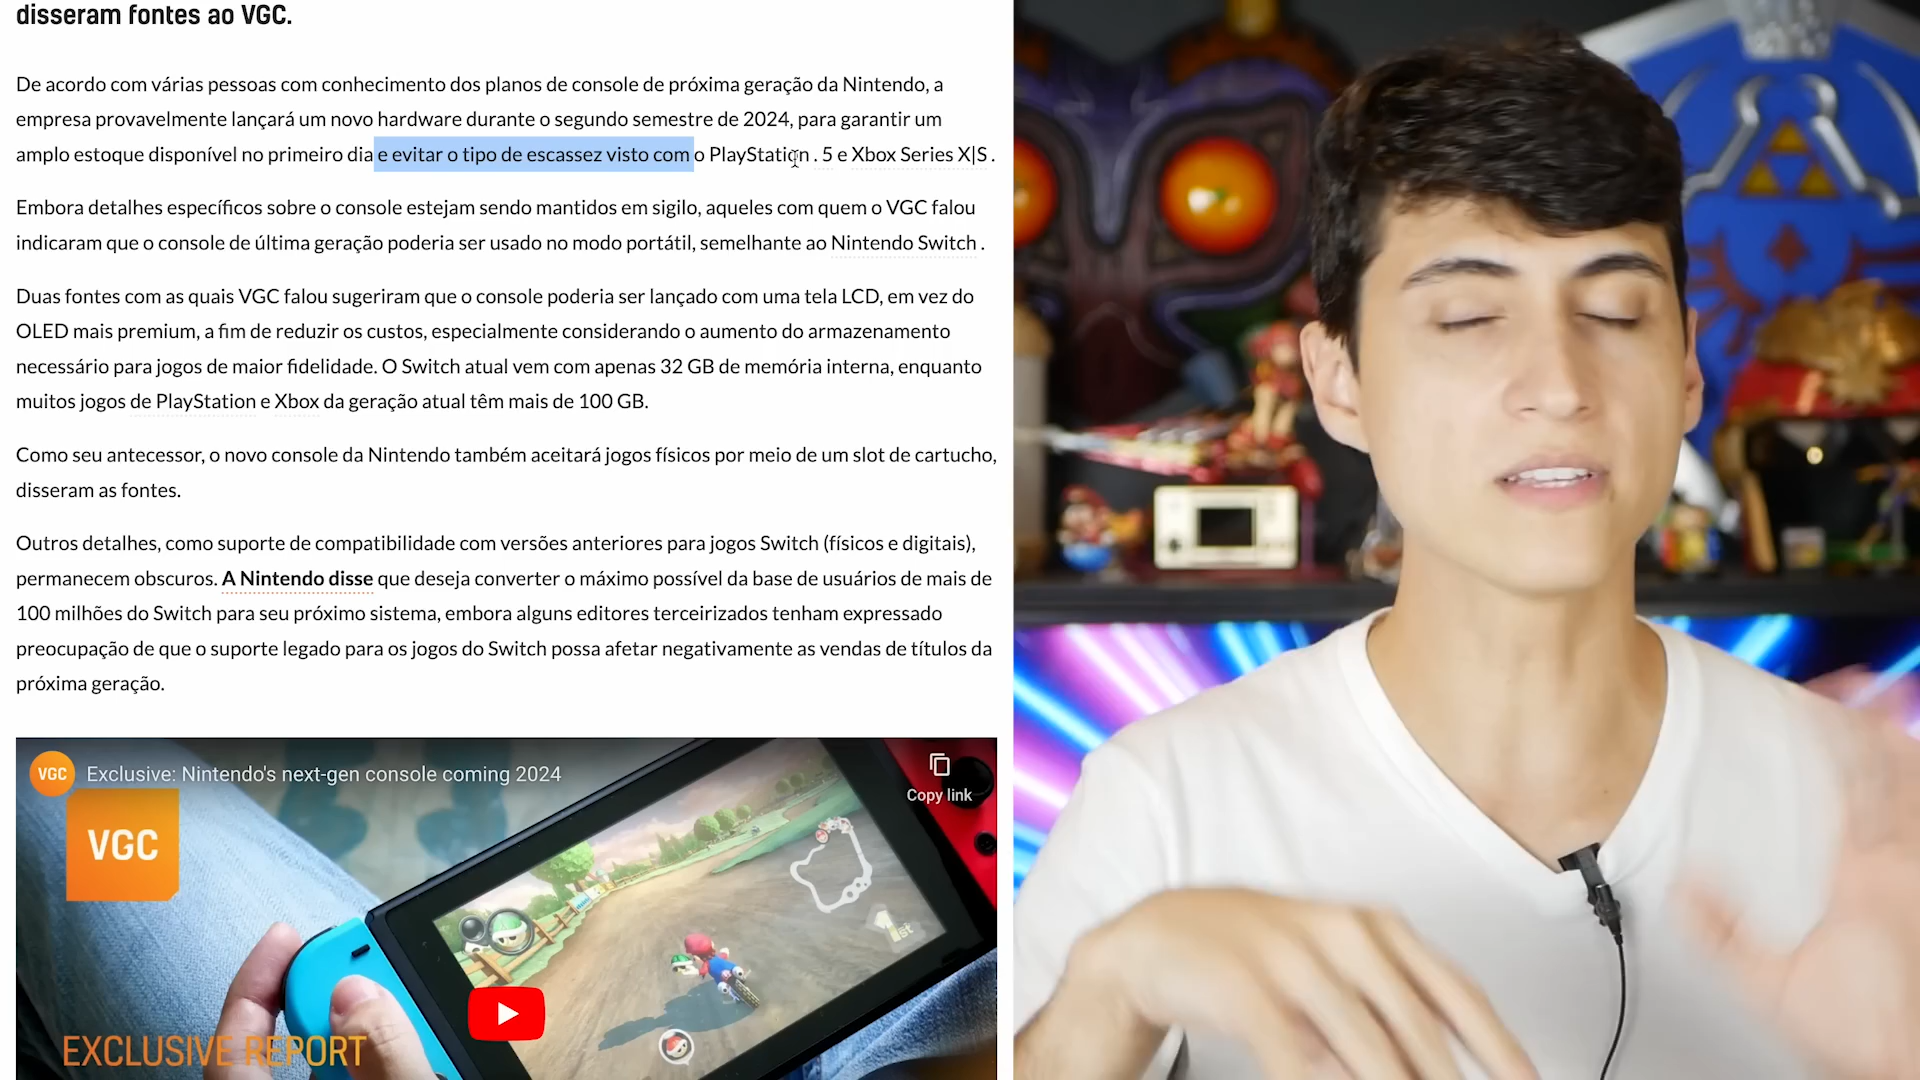 disseram fontes ao VGC.
De acordo com várias pessoas com conhecimento dos planos de console de próxima geração da Nintendo, a
empresa provavelmente lançará um novo hardware durante o segundo semestre de 2024, para garantir um
amplo estoque disponível no primeiro dia e evitar o tipo de escassez visto com o PlayStation . 5 e Xbox Series X|S .
Embora detalhes específicos sobre o console estejam sendo mantidos em sigilo, aqueles com quem o VGC falou
indicaram que o console de última geração poderia ser usado no modo portátil, semelhante ao Nintendo Switch .
Duas fontes com as quais VGC falou sugeriram que o console poderia ser lançado com uma tela LCD, em vez do
OLED mais premium, a fim de reduzir os custos, especialmente considerando o aumento do armazenamento
necessário para jogos de maior fidelidade. O Switch atual vem com apenas 32 GB de memória interna, enquanto
muitos jogos de PlayStation e Xbox da geração atual têm mais de 100 GB.
Como seu antecessor, o novo console da Nintendo também aceitará jogos físicos por meio de um slot de cartucho,
disseram as fontes.
Outros detalhes, como suporte de compatibilidade com versões anteriores para jogos Switch (físicos e digitais),
permanecem obscuros. A Nintendo disse que deseja converter o máximo possível da base de usuários de mais de
100 milhões do Switch para seu próximo sistema, embora alguns editores terceirizados tenham expressado
preocupação de que o suporte legado para os jogos do Switch possa afetar negativamente as vendas de títulos da
próxima geração.
VGC Exclusive: Nintendo's next-gen console coming 2024
Copy link
VGC
1st
EXCLUSIVE REPORT